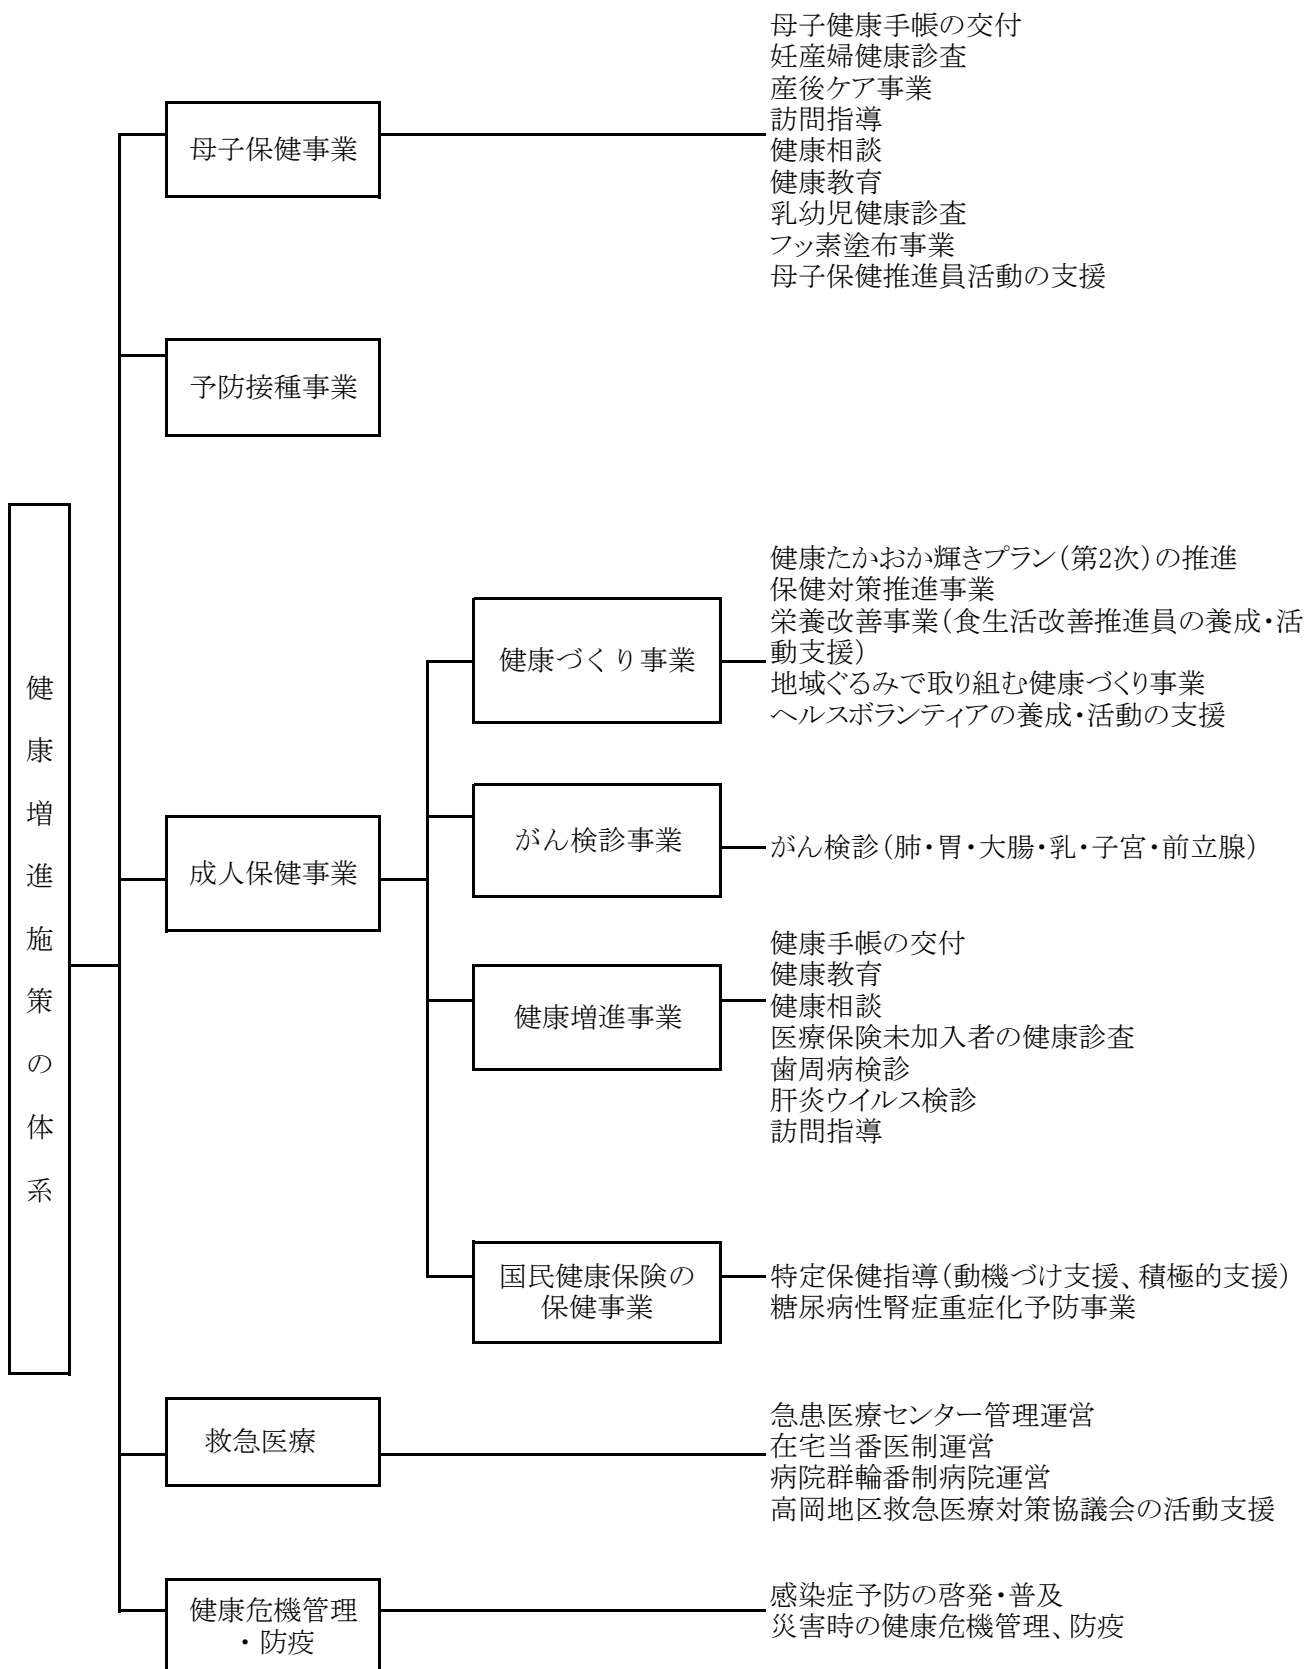 健康増進施策の体系
母子保健事業
母子健康手帳の交付
妊産婦健康診査
産後ケア事業
訪問指導
健康相談
健康教育
乳幼児健康診査
フッ素塗布事業
母子保健推進員活動の支援
予防接種事業
成人保健事業
健康づくり事業
健康たかおか輝きプラン(第2次)の推進
保健対策推進事業
栄養改善事業(食生活改善推進員の養成・活
動支援)
地域ぐるみで取り組む健康づくり事業
ヘルスボランティアの養成・活動の支援
がん検診事業
がん検診(肺・胃・大腸・乳・子宮・前立腺)
健康増進事業
健康手帳の交付
健康教育
健康相談
医療保険未加入者の健康診査
歯周病検診
肝炎ウイルス検診
訪問指導
国民健康保険の
保健事業
特定保健指導(動機づけ支援、積極的支援)
糖尿病性腎症重症化予防事業
救急医療
急患医療センター管理運営
在宅当番医制運営
病院群輪番制病院運営
高岡地区救急医療対策協議会の活動支援
健康危機管理
・防疫
感染症予防の啓発・普及
災害時の健康危機管理、防疫